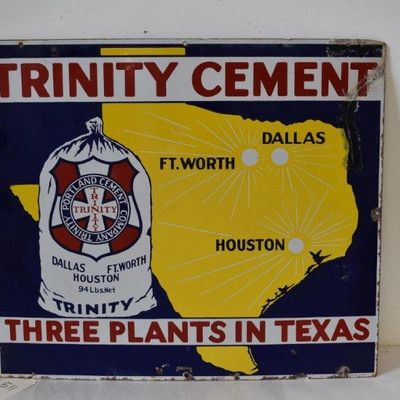 TRINITY CEMENT
DALLAS
FT.WORTH
HOUSTON
TRINITY PORTLAND CEMENT COMPANY
TRINITY
TRINITY
DALLAS FT.WORTH
HOUSTON
94 Lbs.Net
TRINITY
THREE PLANTS IN TEXAS